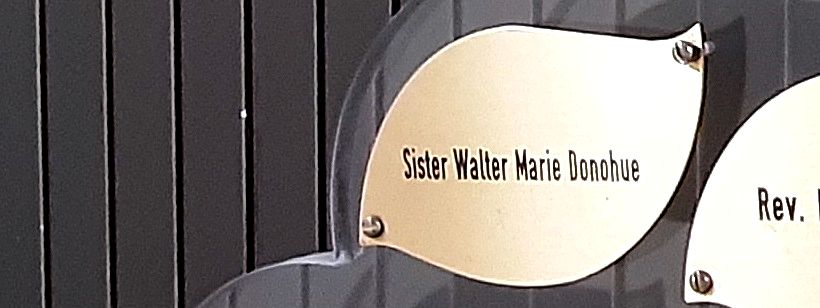 Sister Walter Marie Donohue
Rev.